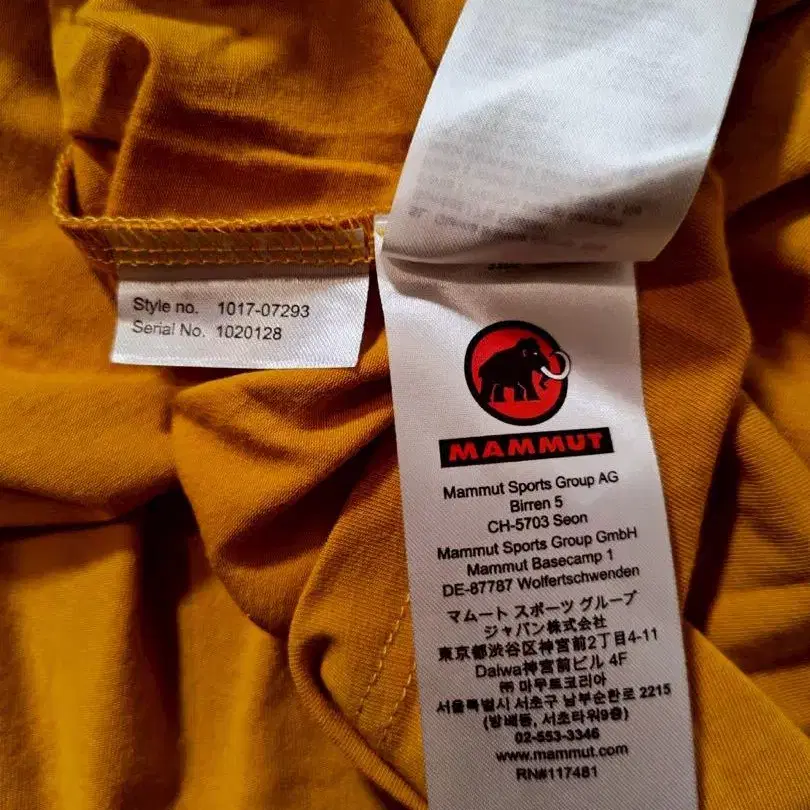 Style no. 1017-07293
Serial No. 1020128
MAMMUT
Mammut Sports Group AG
Birren 5
CH-5703 Seon
Mammut Sports Group GmbH
Mammut Basecamp 1
DE-87787 Wolfertschwenden
マムート スポーツ グループ
ジャパン株式会社
東京都渋谷区神宮前2丁目4-11
Daiwa神宮前ビル 4F
㈜ 마무트코리아
서울특별시 서초구 남부순환로 2215
(방배동, 서초타워9층)
02-553-3346
www.mammut.com
RN#117481